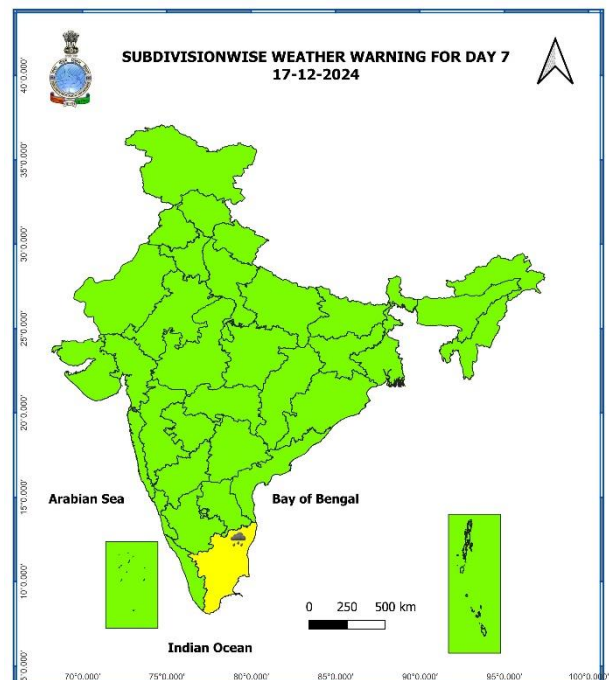 SUBDIVISIONWISE WEATHER WARNING FOR DAY 7
17-12-2024
40°0.000'
35°0.000'
30°0.000'
25°0.000'
20°0.000'
15°0.000'
10°0.000'
5°0.000'
Arabian Sea
Bay of Bengal
0 250 500 km
Indian Ocean
70°0.000' 75°0.000' 80°0.000' 85°0.000' 90°0.000' 95°0.000' 100°0.000'